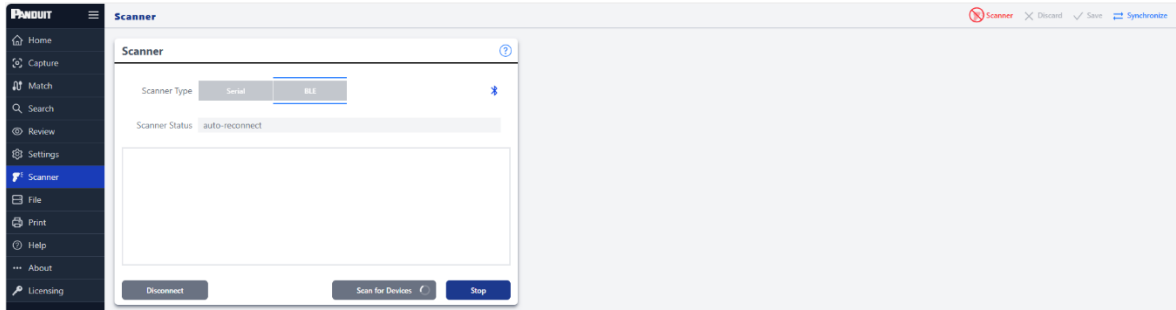 PANDUIT
Scanner
Scanner
Discard
Save
Synchronize
Home
Capture
Match
Search
Review
Settings
Scanner
File
Print
Help
About
Licensing
Scanner
?
Scanner Type
Serial
BLE
Scanner Status
auto-reconnect
Disconnect
Scan for Devices
Stop